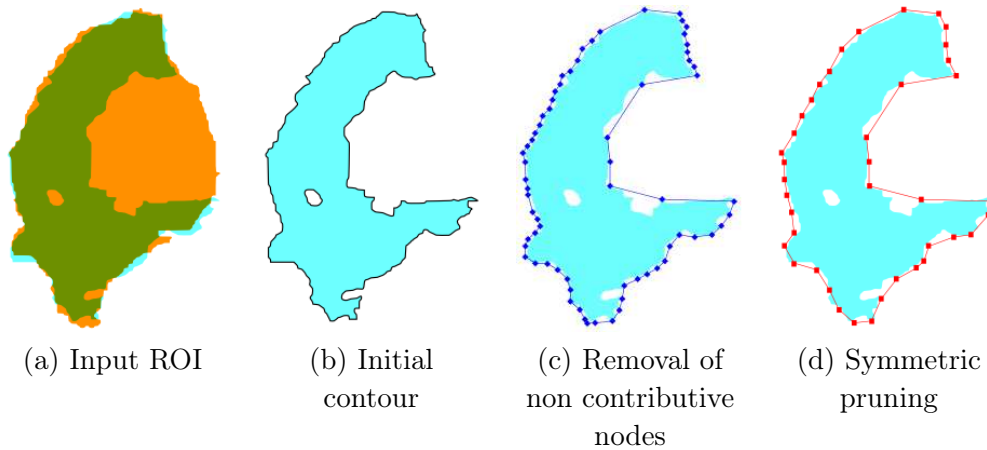 (a) Input ROI
(b) Initial
contour
(c) Removal of
non contributive
nodes
(d) Symmetric
pruning